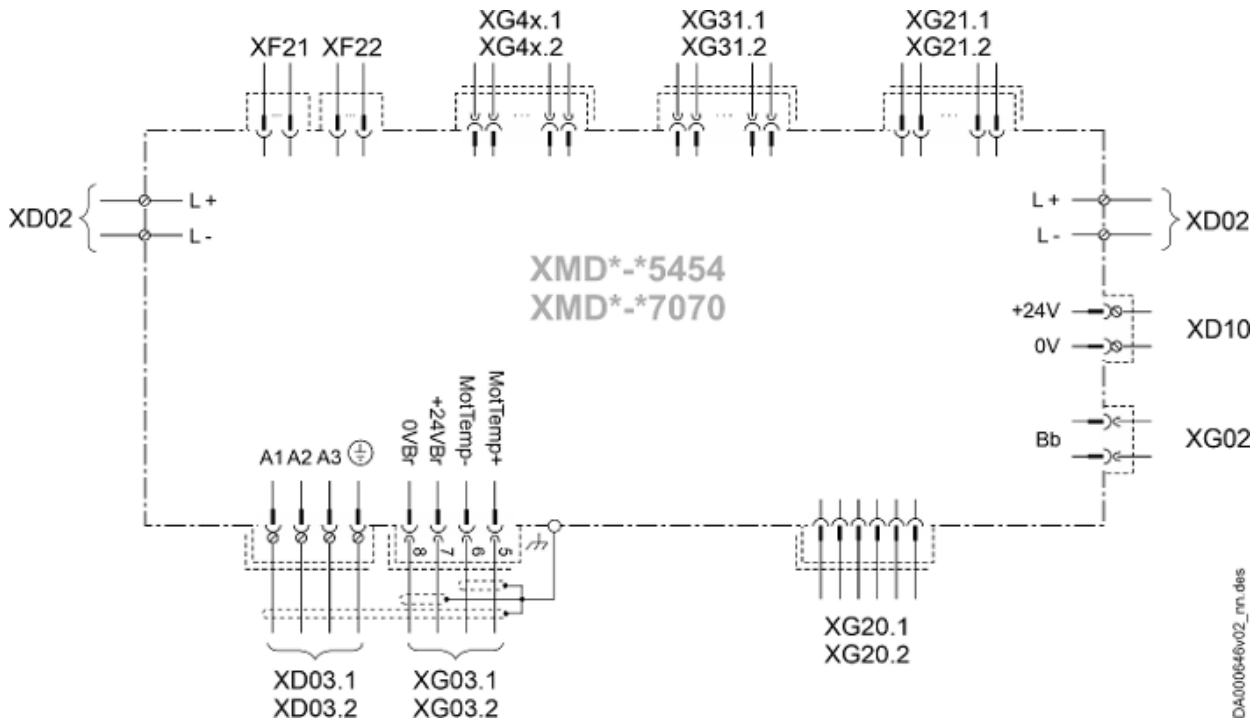 XF21 XF22
XG4x.1
XG4x.2
XG31.1
XG31.2
XG21.1
XG21.2
... ... ... ... ...
XD02
L +
L -
L +
L -
XD02
XMD*-*5454
XMD*-*7070
+24V
0V
XD10
Bb
XG02
A1 A2 A3
0VBr
+24VBr
MotTemp-
MotTemp+
8 7 6 5
XD03.1
XD03.2
XG03.1
XG03.2
XG20.1
XG20.2
DA000646v02_nn.des